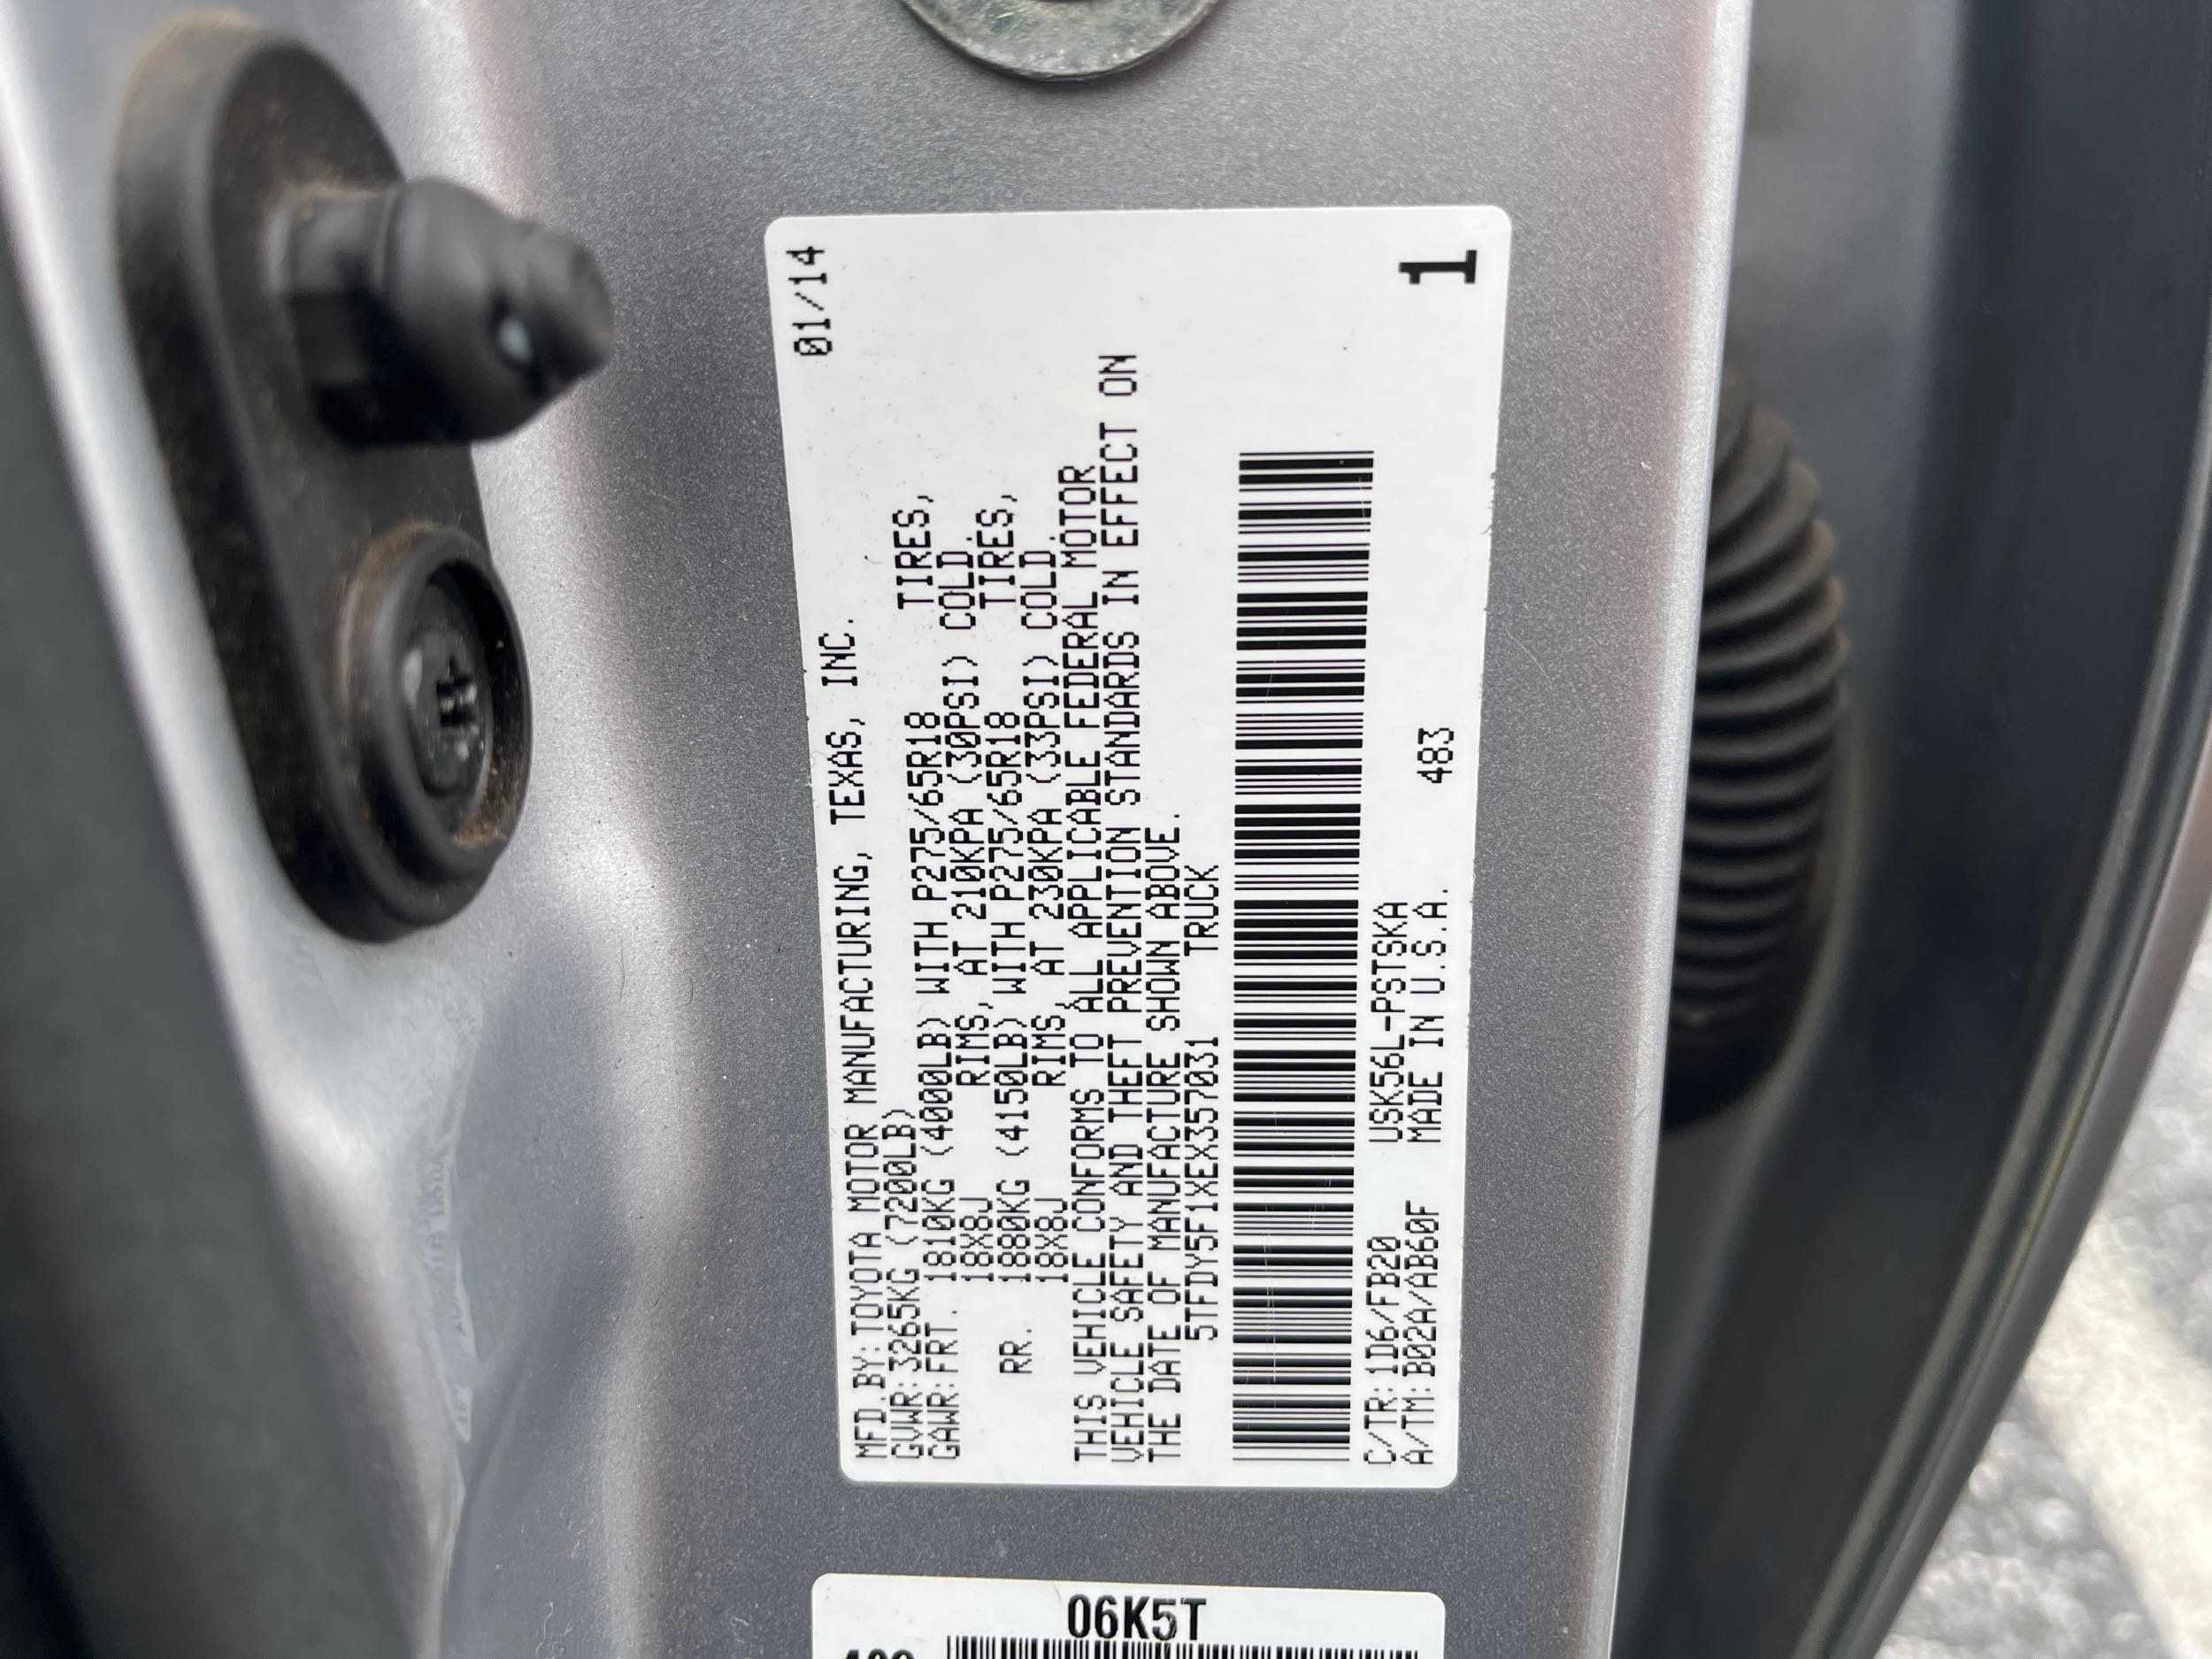 MFD.BY:TOYOTA MOTOR MANUFACTURING, TEXAS, INC. 01/14
GVWR:3265KG (7200LB)
GAWR:FRT. 1810KG (4000LB) WITH P275/65R18 TIRES,
18X8J RIMS, AT 210KPA (30PSI) COLD.
RR. 1880KG (4150LB) WITH P275/65R18 TIRES,
18X8J RIMS, AT 230KPA (33PSI) COLD.
THIS VEHICLE CONFORMS TO ALL APPLICABLE FEDERAL MOTOR
VEHICLE SAFETY AND THEFT PREVENTION STANDARDS IN EFFECT ON
THE DATE OF MANUFACTURE SHOWN ABOVE.
5TFDY5F1XEX357031 TRUCK
C/TR:1D6/FB20 USK56L-PSTSKA
A/TM:B02A/AB60F MADE IN U.S.A. 483
1
06K5T